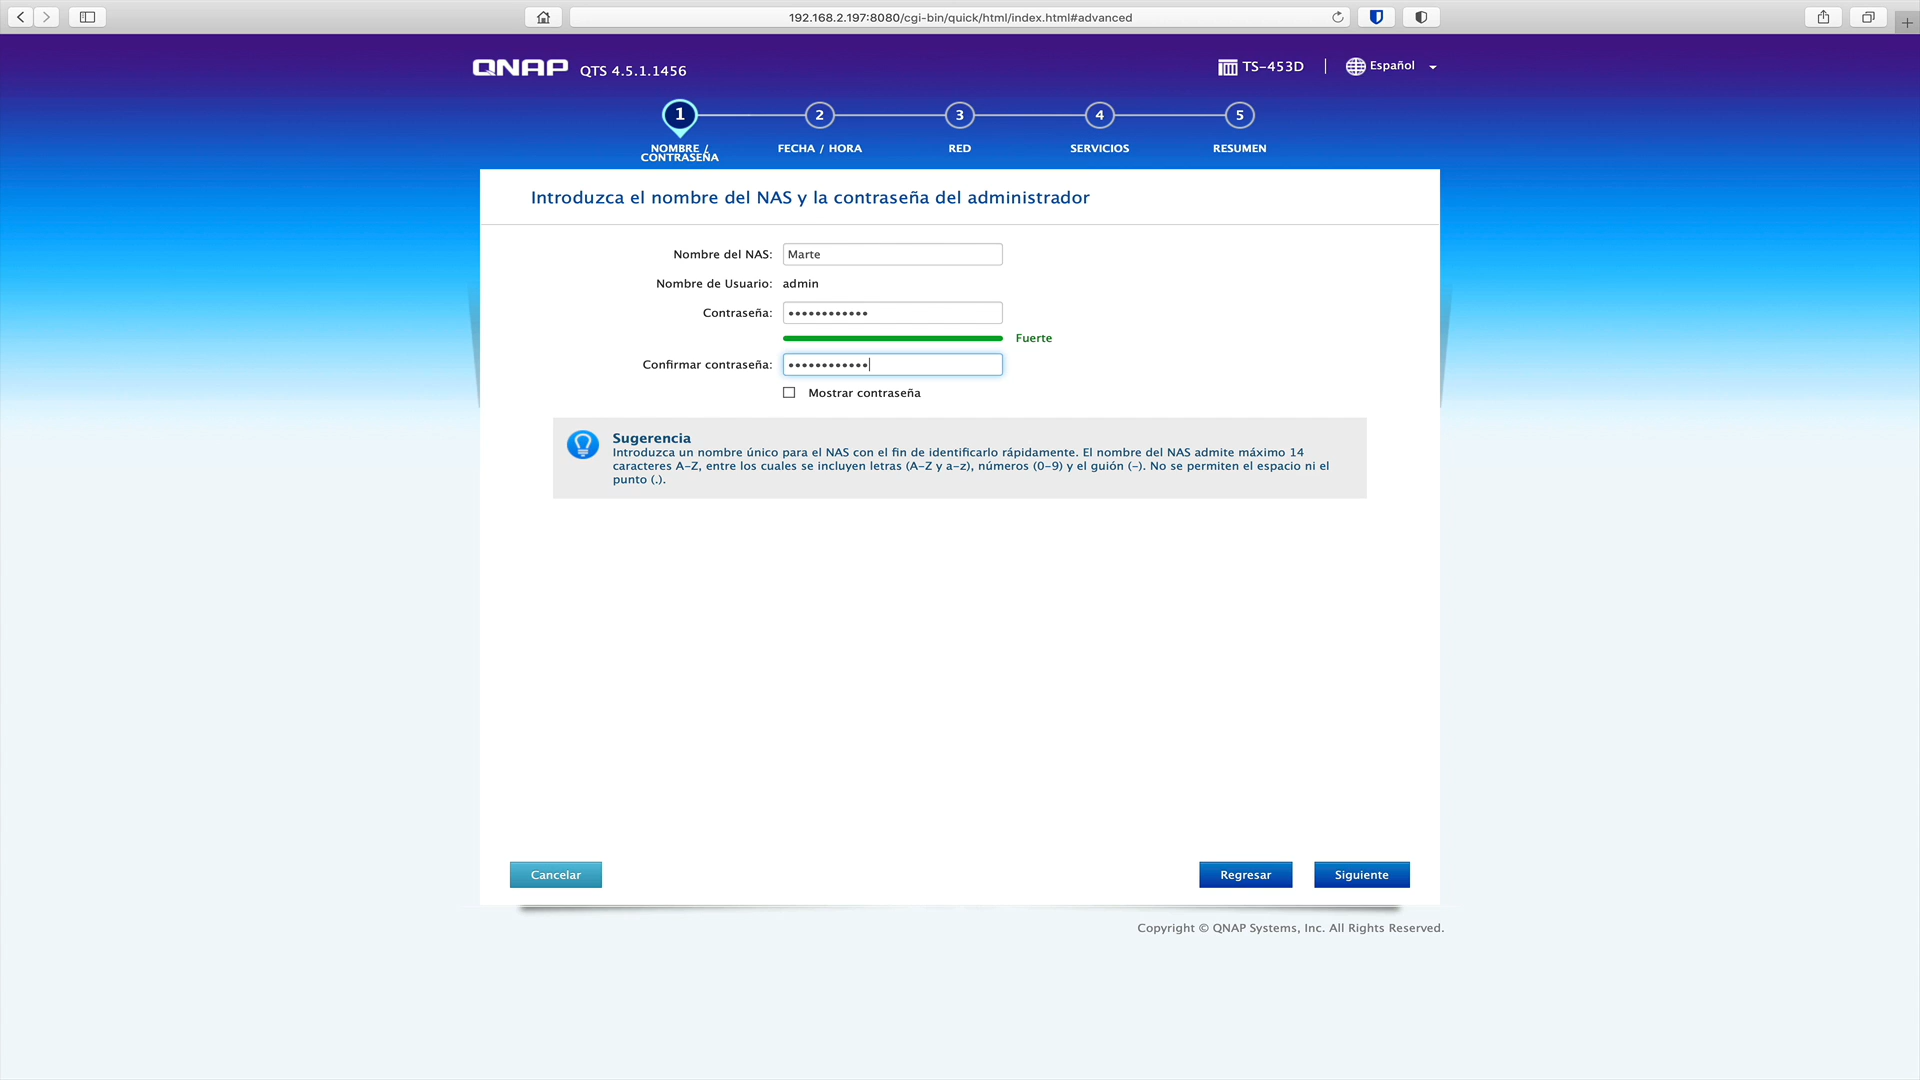 192.168.2.197:8080/cgi-bin/quick/html/index.html#advanced
QNAP QTS 4.5.1.1456
TS-453D
Español
1
2
3
4
5
NOMBRE / CONTRASEÑA
FECHA / HORA
RED
SERVICIOS
RESUMEN
Introduzca el nombre del NAS y la contraseña del administrador
Nombre del NAS: Marte
Nombre de Usuario: admin
Contraseña: ••••••••••••
Fuerte
Confirmar contraseña: ••••••••••••
Mostrar contraseña
Sugerencia
Introduzca un nombre único para el NAS con el fin de identificarlo rápidamente. El nombre del NAS admite máximo 14
caracteres A-Z, entre los cuales se incluyen letras (A-Z y a-z), números (0-9) y el guión (-). No se permiten el espacio ni el
punto (.).
Cancelar
Regresar
Siguiente
Copyright © QNAP Systems, Inc. All Rights Reserved.